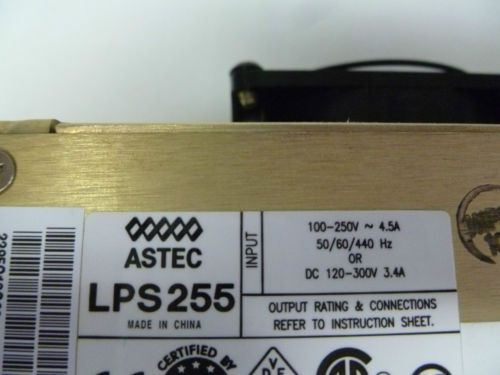 ASTEC
LPS255
MADE IN CHINA
INPUT
100-250V ~ 4.5A
50/60/440 Hz
OR
DC 120-300V 3.4A
OUTPUT RATING & CONNECTIONS
REFER TO INSTRUCTION SHEET.
CERTIFIED BY
VDE